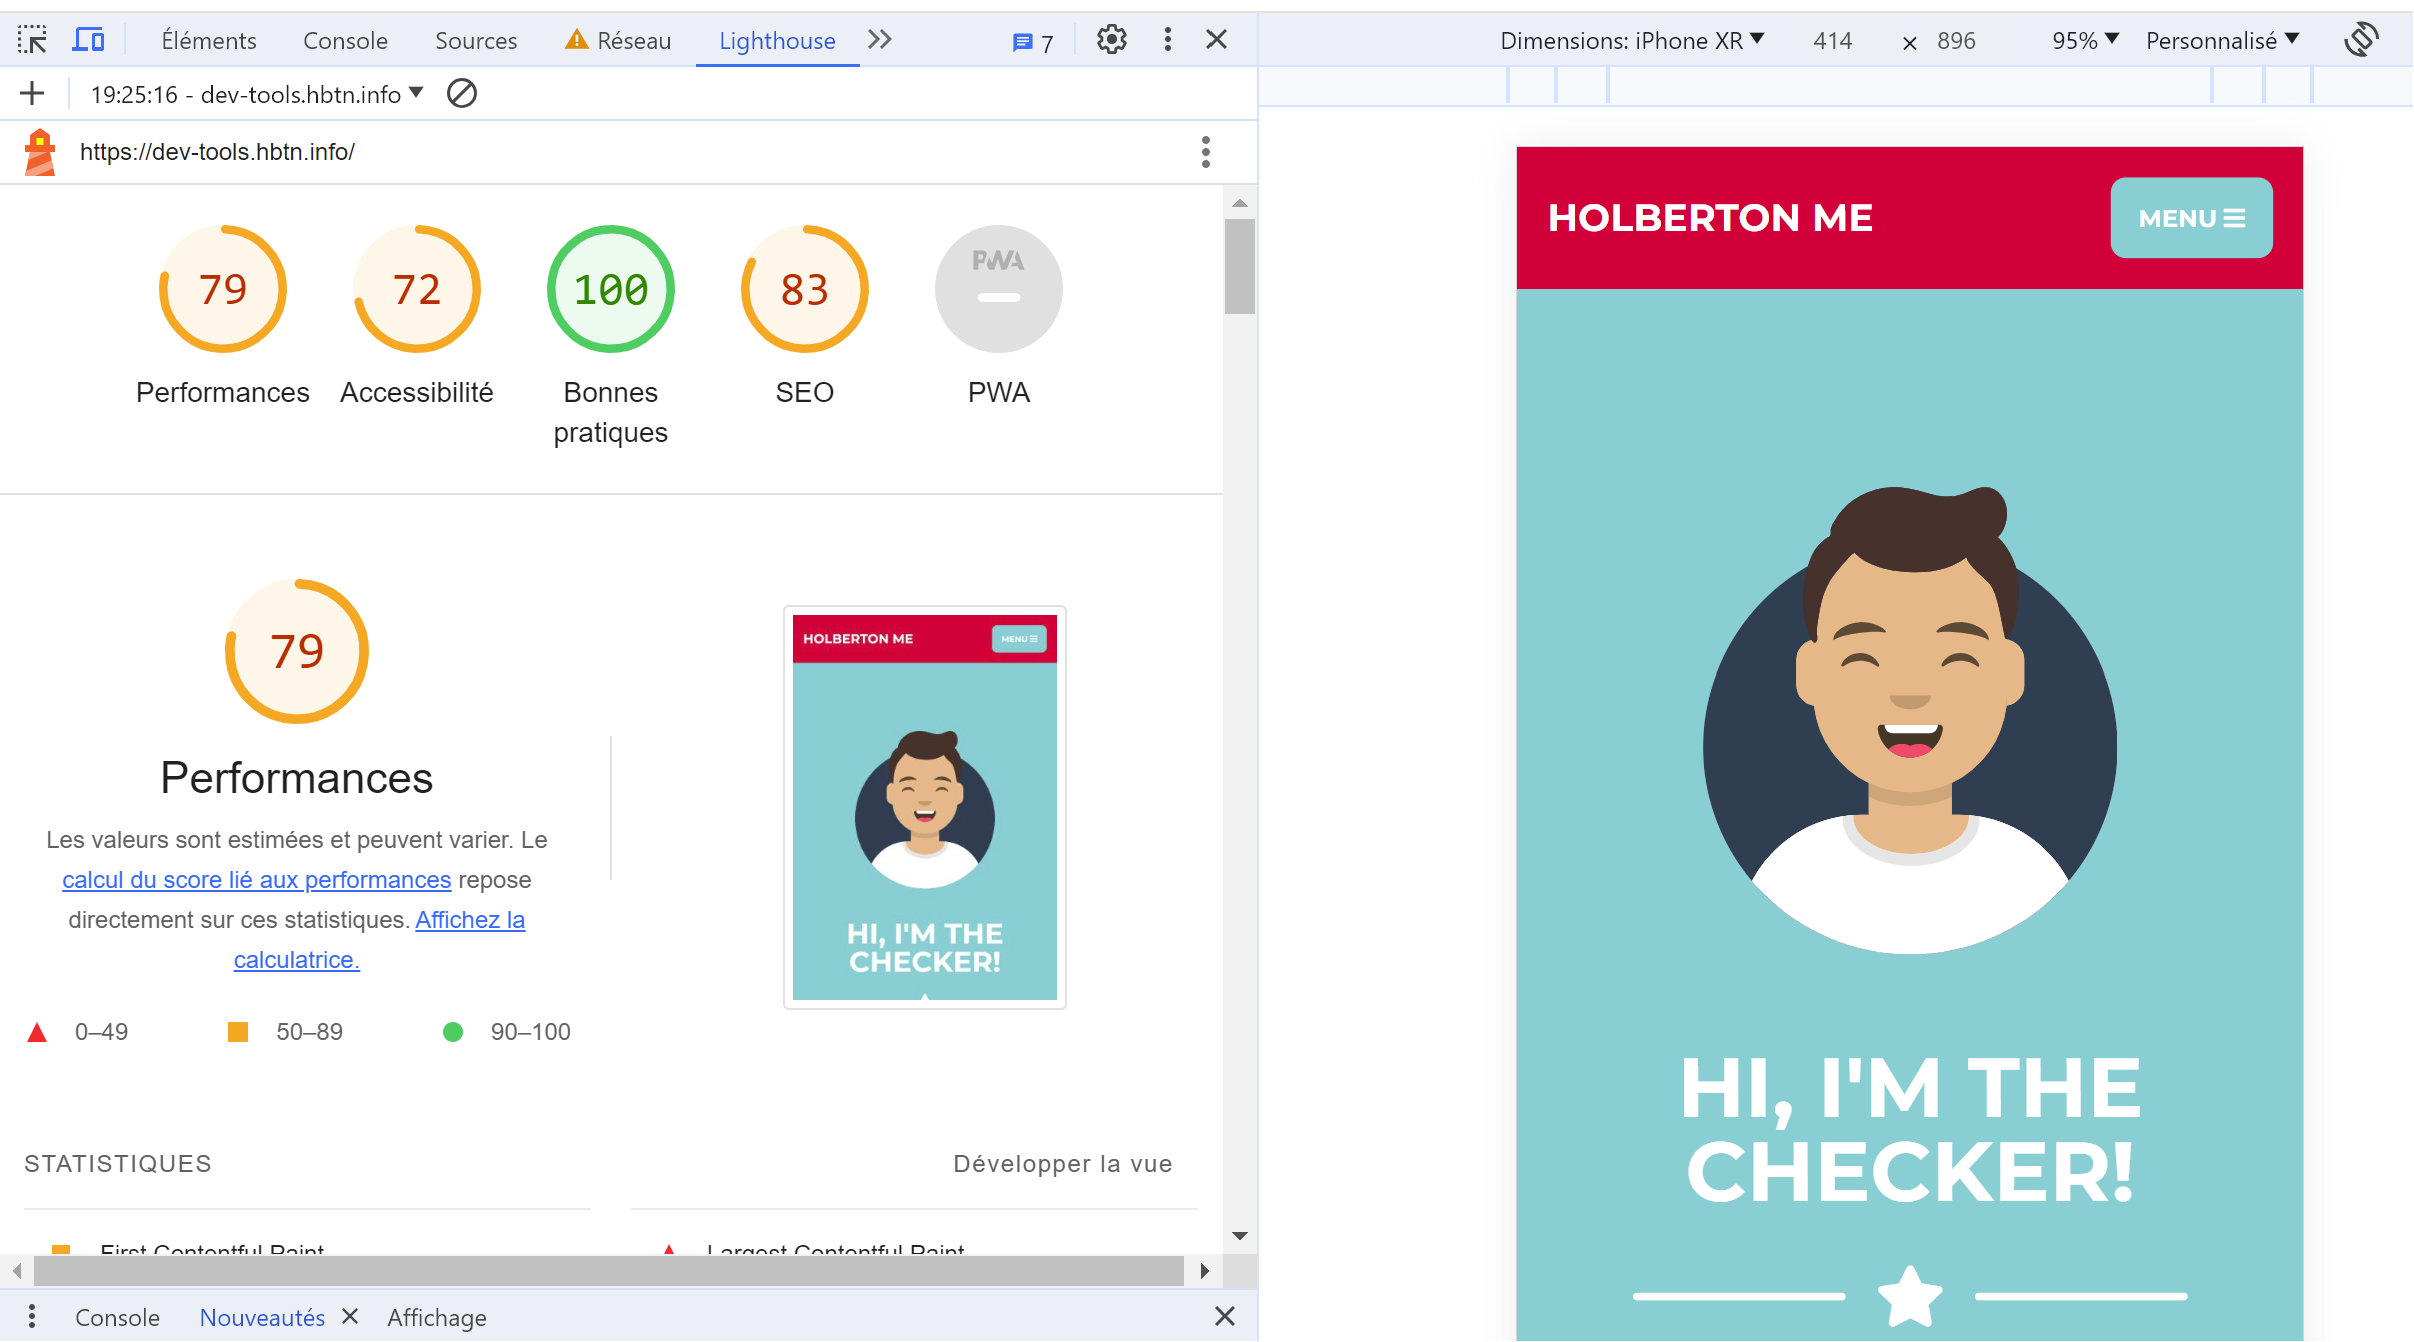 Éléments Console Sources Réseau Lighthouse 7
Dimensions: iPhone XR 414 × 896 95% Personnalisé
19:25:16 - dev-tools.hbtn.info
https://dev-tools.hbtn.info/
79 72 100 83 PWA
Performances Accessibilité Bonnes pratiques SEO PWA
79
Performances
Les valeurs sont estimées et peuvent varier. Le
calcul du score lié aux performances repose
directement sur ces statistiques. Affichez la
calculatrice.
0–49 50–89 90–100
HOLBERTON ME MENU
HI, I'M THE
CHECKER!
STATISTIQUES Développer la vue
First Contentful Paint Largest Contentful Paint
Console Nouveautés Affichage
HOLBERTON ME MENU
HI, I'M THE
CHECKER!